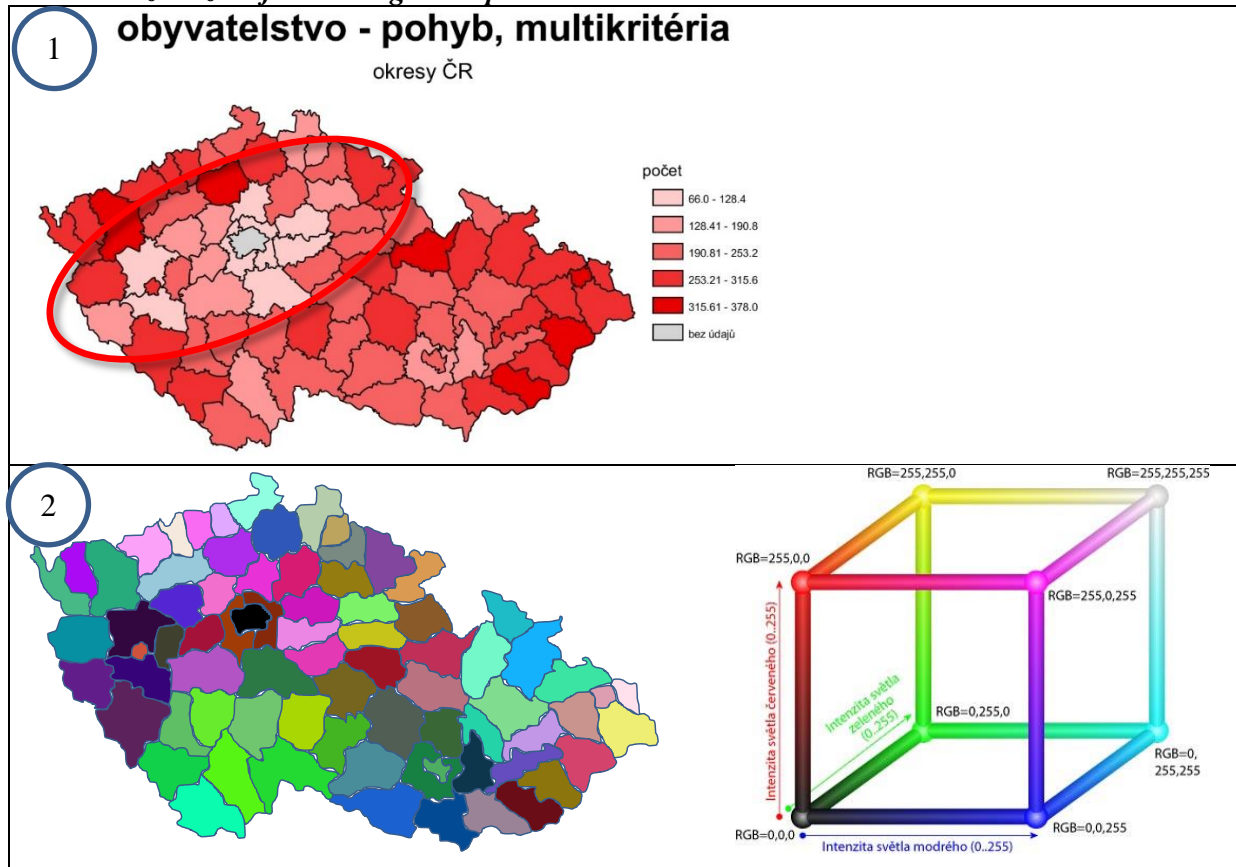 1
obyvatelstvo - pohyb, multikritéria
okresy ČR
počet
66.0 - 128.4
128.41 - 190.8
190.81 - 253.2
253.21 - 315.6
315.61 - 378.0
bez údajů
2
RGB=255,255,0
RGB=255,255,255
RGB=255,0,0
RGB=255,0,255
Intenzita světla červeného (0..255)
Intenzita světla
zeleného
(0..255)
RGB=0,255,0
RGB=0,
255,255
RGB=0,0,0
RGB=0,0,255
Intenzita světla modrého (0..255)